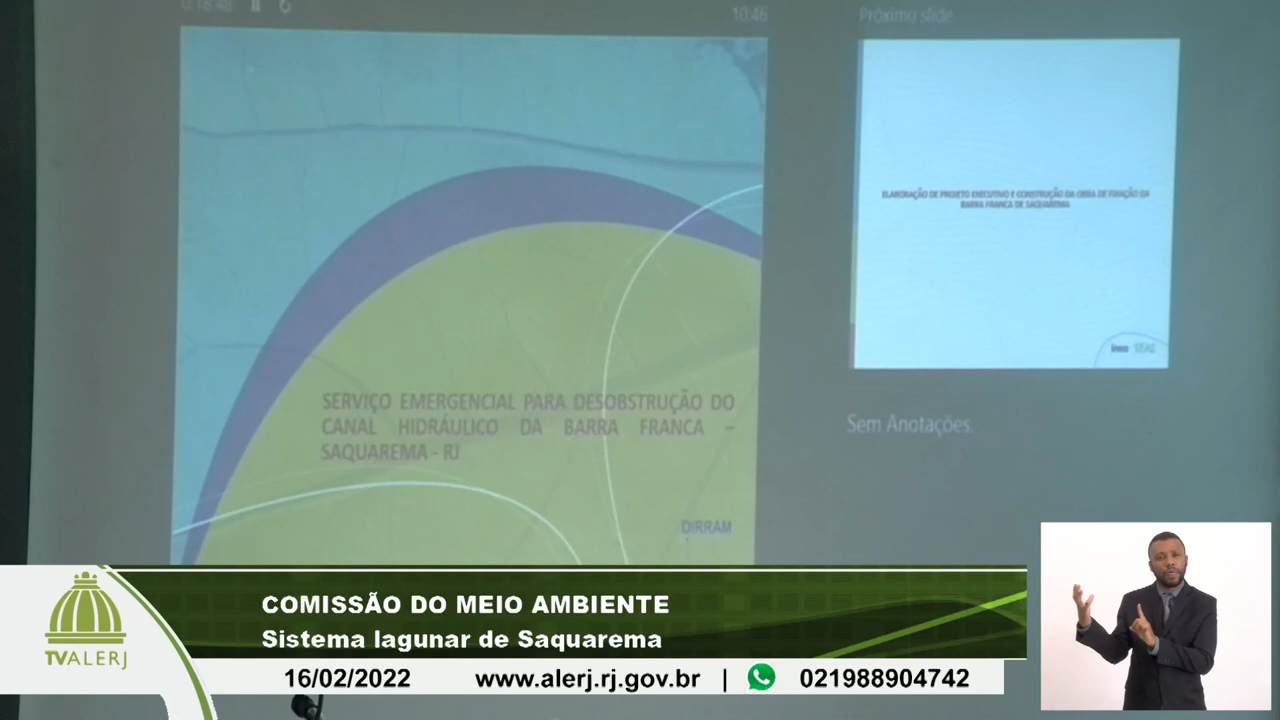 0:18:48
10:46
Próximo slide
ELABORAÇÃO DE PROJETO EXECUTIVO E CONSTRUÇÃO DA OBRA DE FIXAÇÃO DA
BARRA FRANCA DE SAQUAREMA
inea
SEAS
Sem Anotações.
SERVIÇO EMERGENCIAL PARA DESOBSTRUÇÃO DO
CANAL HIDRÁULICO DA BARRA FRANCA –
SAQUAREMA - RJ
DIRRAM
COMISSÃO DO MEIO AMBIENTE
Sistema lagunar de Saquarema
TVALERJ
16/02/2022 www.alerj.rj.gov.br | 021988904742